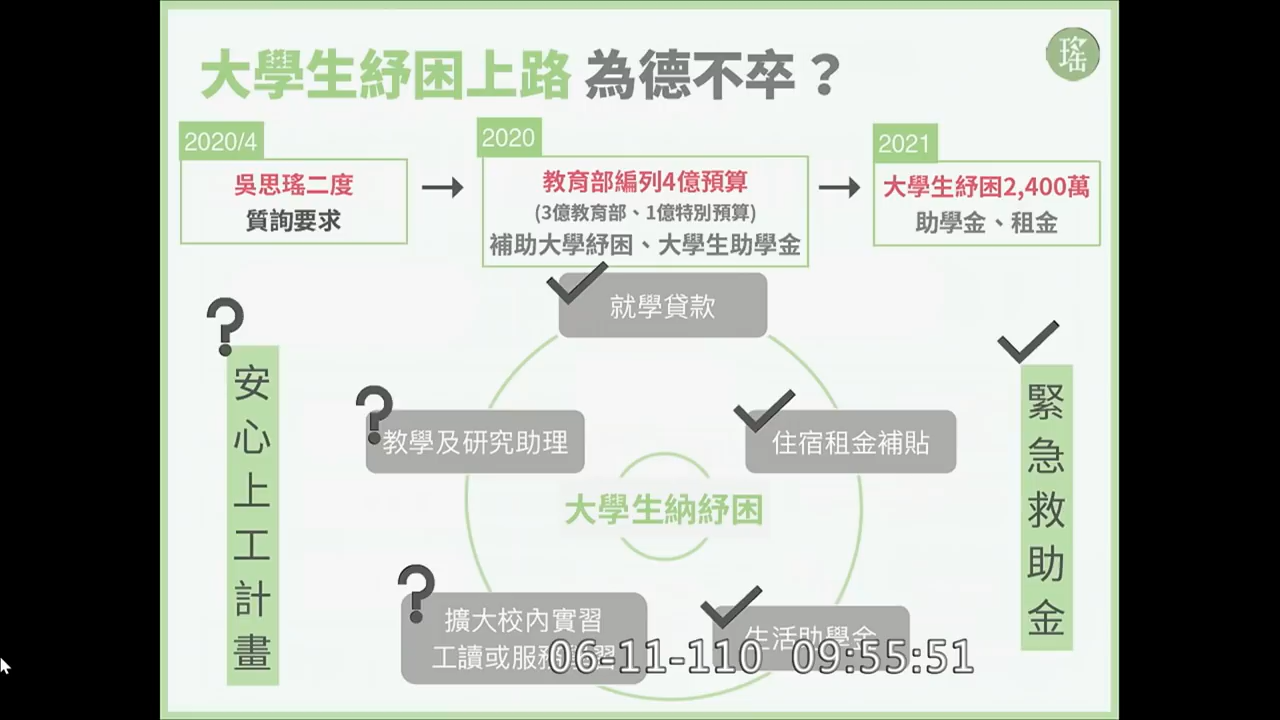 大學生紓困上路 為德不卒？
瑤
2020/4
吳思瑤二度
質詢要求
2020
教育部編列4億預算
(3億教育部、1億特別預算)
補助大學紓困、大學生助學金
2021
大學生紓困2,400萬
助學金、租金
就學貸款
教學及研究助理
住宿租金補貼
大學生納紓困
擴大校內實習
工讀或服務學習
生活助學金
安心上工計畫
緊急救助金
06-11-110 09:55:51